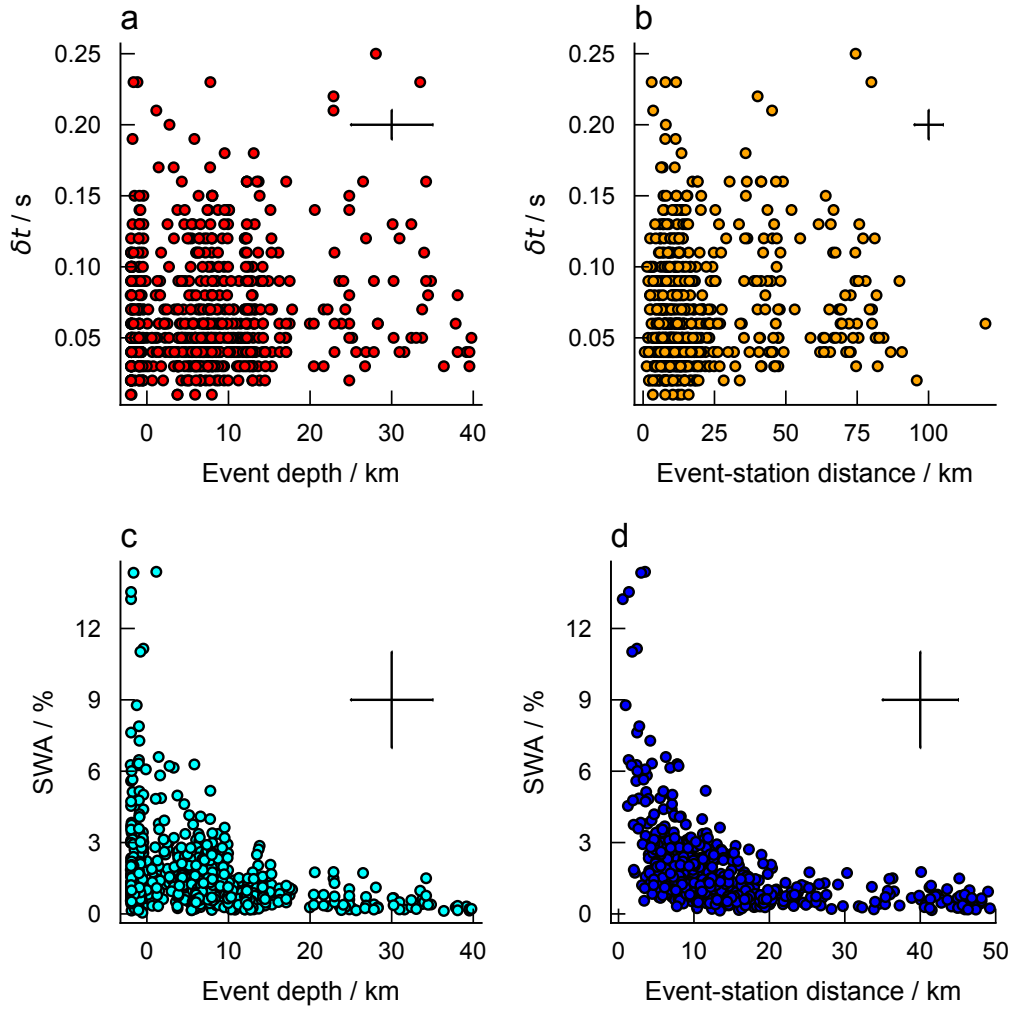 a
0.25
0.20
0.15
0.10
0.05
δt / s
0 10 20 30 40
Event depth / km
b
0.25
0.20
0.15
0.10
0.05
δt / s
0 25 50 75 100
Event-station distance / km
c
12
9
6
3
0
SWA / %
0 10 20 30 40
Event depth / km
d
12
9
6
3
0
SWA / %
0 10 20 30 40 50
Event-station distance / km